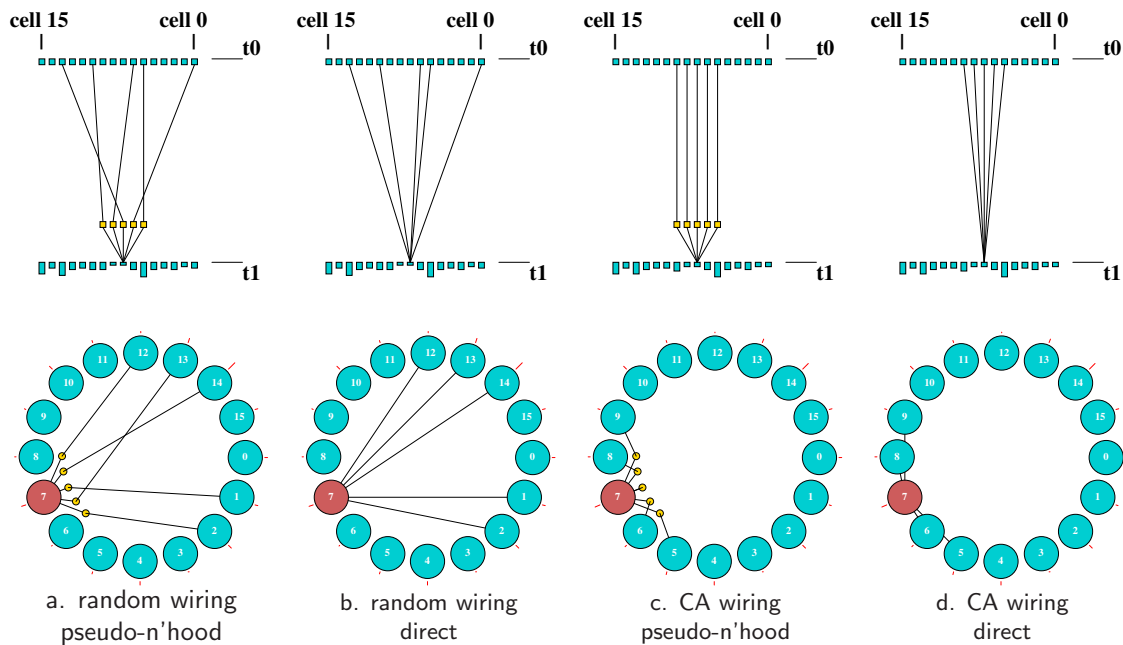 cell 15 cell 0 cell 15 cell 0 cell 15 cell 0 cell 15 cell 0
t0 t0 t0 t0
t1 t1 t1 t1
12 13 14 15 0 1 2 3 4 5 6 7 8 9 10 11
12 13 14 15 0 1 2 3 4 5 6 7 8 9 10 11
12 13 14 15 0 1 2 3 4 5 6 7 8 9 10 11
12 13 14 15 0 1 2 3 4 5 6 7 8 9 10 11
a. random wiring
pseudo-n'hood
b. random wiring
direct
c. CA wiring
pseudo-n'hood
d. CA wiring
direct